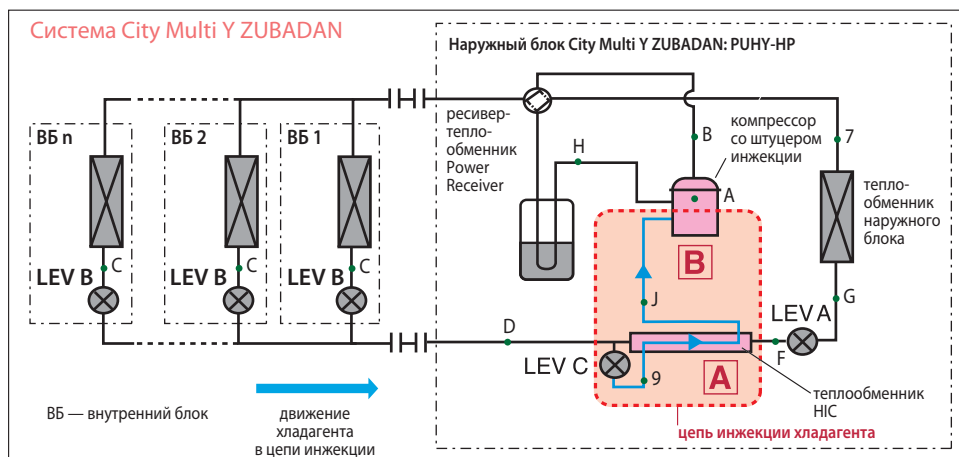 Система City Multi Y ZUBADAN
Наружный блок City Multi Y ZUBADAN: PUHY-HP
ресивер-
тепло-
обменник
Power
Receiver
компрессор
со штуцером
инжекции
B
7
H
A
ВБ n
ВБ 2
ВБ 1
тепло-
обменник
наружного
блока
B
LEV B
C
LEV B
C
LEV B
C
J
G
LEV A
D
F
LEV C
9
A
теплообменник
HIC
ВБ — внутренний блок
движение
хладагента
в цепи инжекции
цепь инжекции хладагента